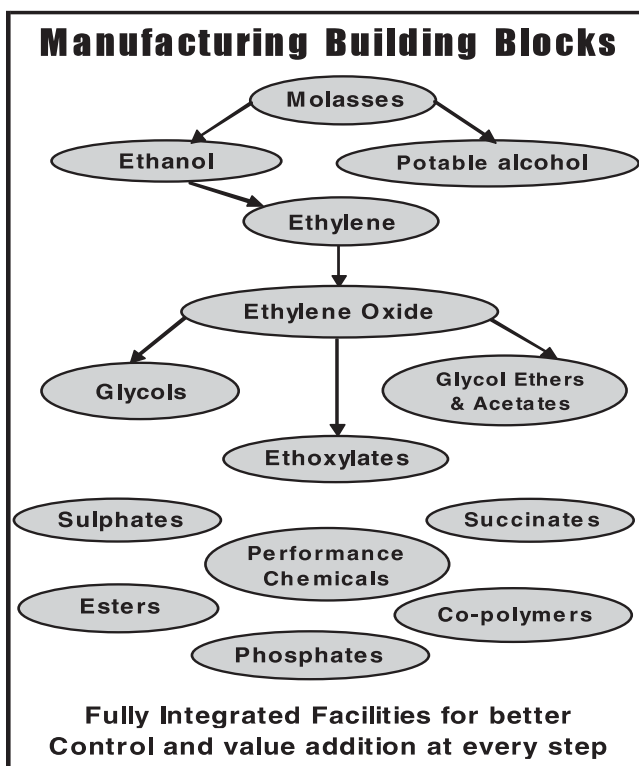 Manufacturing Building Blocks
Molasses
Ethanol
Potable alcohol
Ethylene
Ethylene Oxide
Glycols
Glycol Ethers
& Acetates
Ethoxylates
Sulphates
Succinates
Performance
Chemicals
Esters
Co-polymers
Phosphates
Fully Integrated Facilities for better
Control and value addition at every step